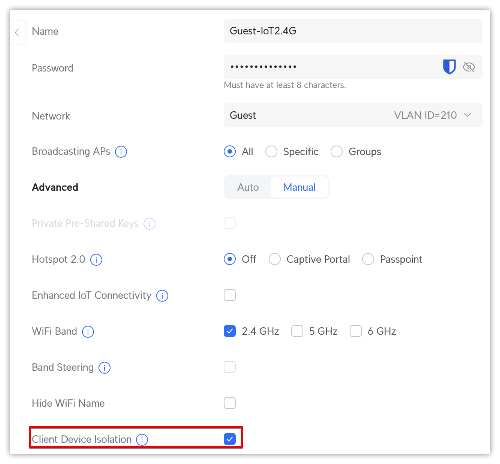 Name Guest-IoT2.4G
Password ••••••••••••••
Must have at least 8 characters.
Network Guest VLAN ID=210
Broadcasting APs All Specific Groups
Advanced Auto Manual
Private Pre-Shared Keys
Hotspot 2.0 Off Captive Portal Passpoint
Enhanced IoT Connectivity
WiFi Band 2.4 GHz 5 GHz 6 GHz
Band Steering
Hide WiFi Name
Client Device Isolation